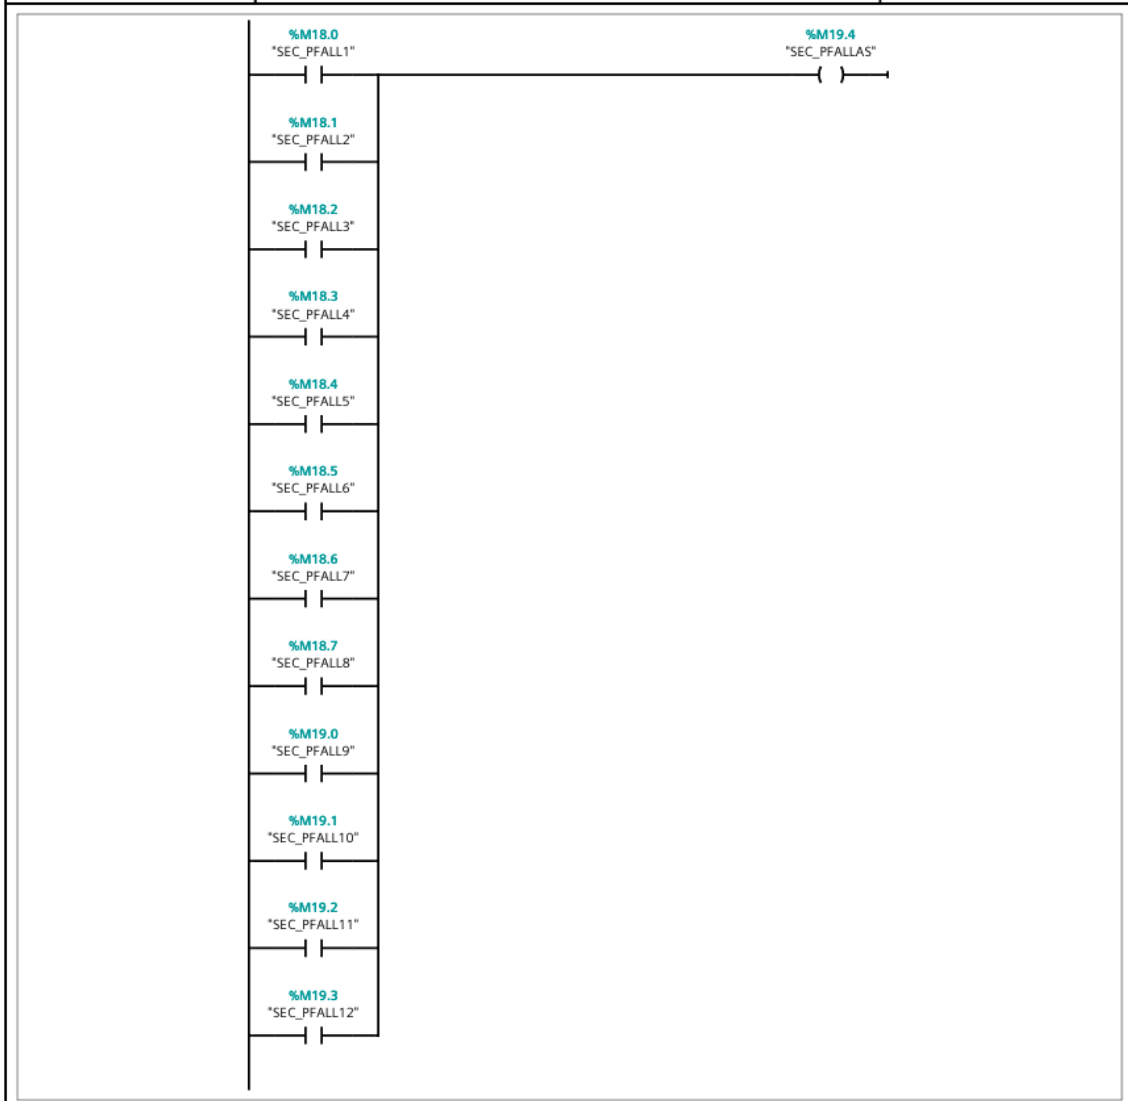 %M18.0
"SEC_PFALL1"
%M19.4
"SEC_PFALLAS"
%M18.1
"SEC_PFALL2"
%M18.2
"SEC_PFALL3"
%M18.3
"SEC_PFALL4"
%M18.4
"SEC_PFALL5"
%M18.5
"SEC_PFALL6"
%M18.6
"SEC_PFALL7"
%M18.7
"SEC_PFALL8"
%M19.0
"SEC_PFALL9"
%M19.1
"SEC_PFALL10"
%M19.2
"SEC_PFALL11"
%M19.3
"SEC_PFALL12"